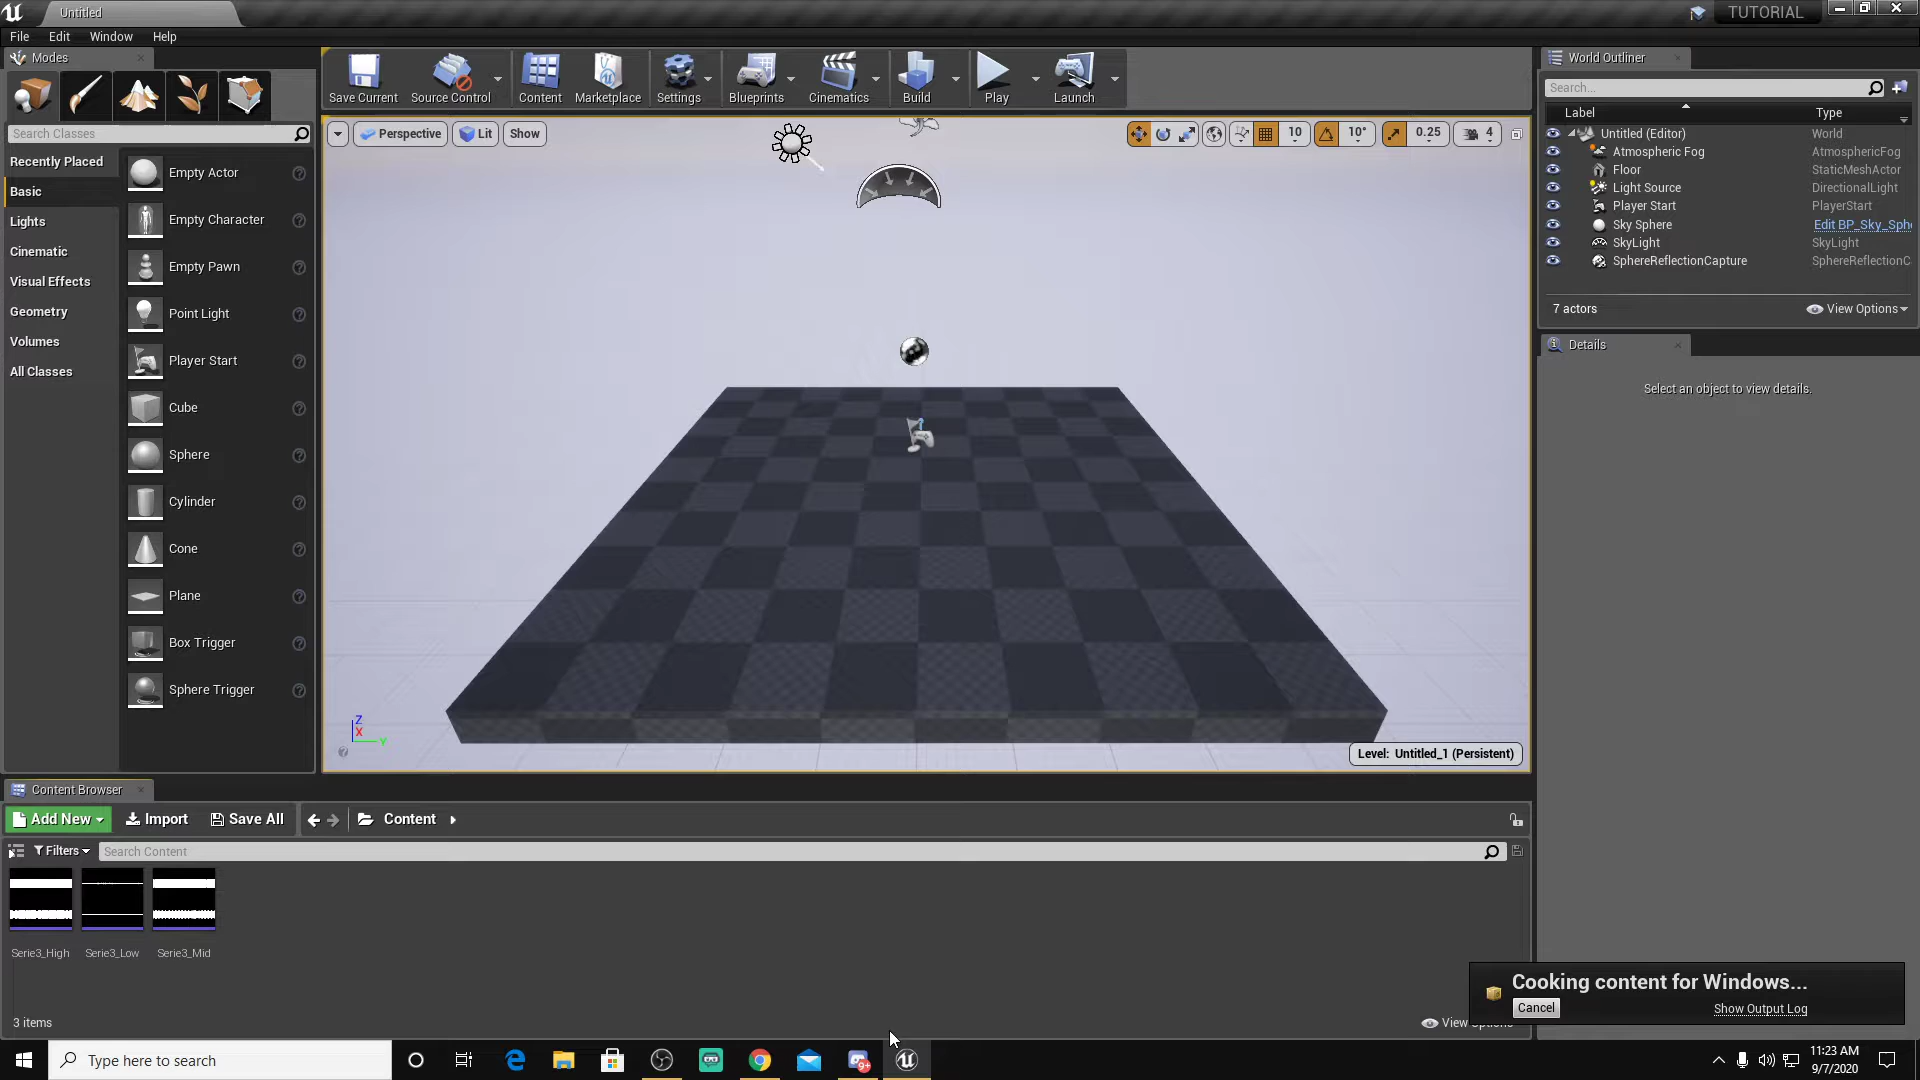 Untitled
TUTORIAL
File Edit Window Help
Modes
Save Current
Source Control
Content
Marketplace
Settings
Blueprints
Cinematics
Build
Play
Launch
Search Classes
Recently Placed
Basic
Lights
Cinematic
Visual Effects
Geometry
Volumes
All Classes
Empty Actor
Empty Character
Empty Pawn
Point Light
Player Start
Cube
Sphere
Cylinder
Cone
Plane
Box Trigger
Sphere Trigger
Perspective Lit Show
10 10° 0.25 4
Z
X
Y
Level: Untitled_1 (Persistent)
World Outliner
Search...
Label Type
Untitled (Editor) World
Atmospheric Fog AtmosphericFog
Floor StaticMeshActor
Light Source DirectionalLight
Player Start PlayerStart
Sky Sphere Edit BP_Sky_Sph
SkyLight SkyLight
SphereReflectionCapture SphereReflectionC
7 actors View Options
Details
Select an object to view details.
Content Browser
Add New Import Save All Content
Filters Search Content
Serie3_High Serie3_Low Serie3_Mid
3 items View Options
Cooking content for Windows...
Cancel Show Output Log
Type here to search
9+
11:23 AM
9/7/2020